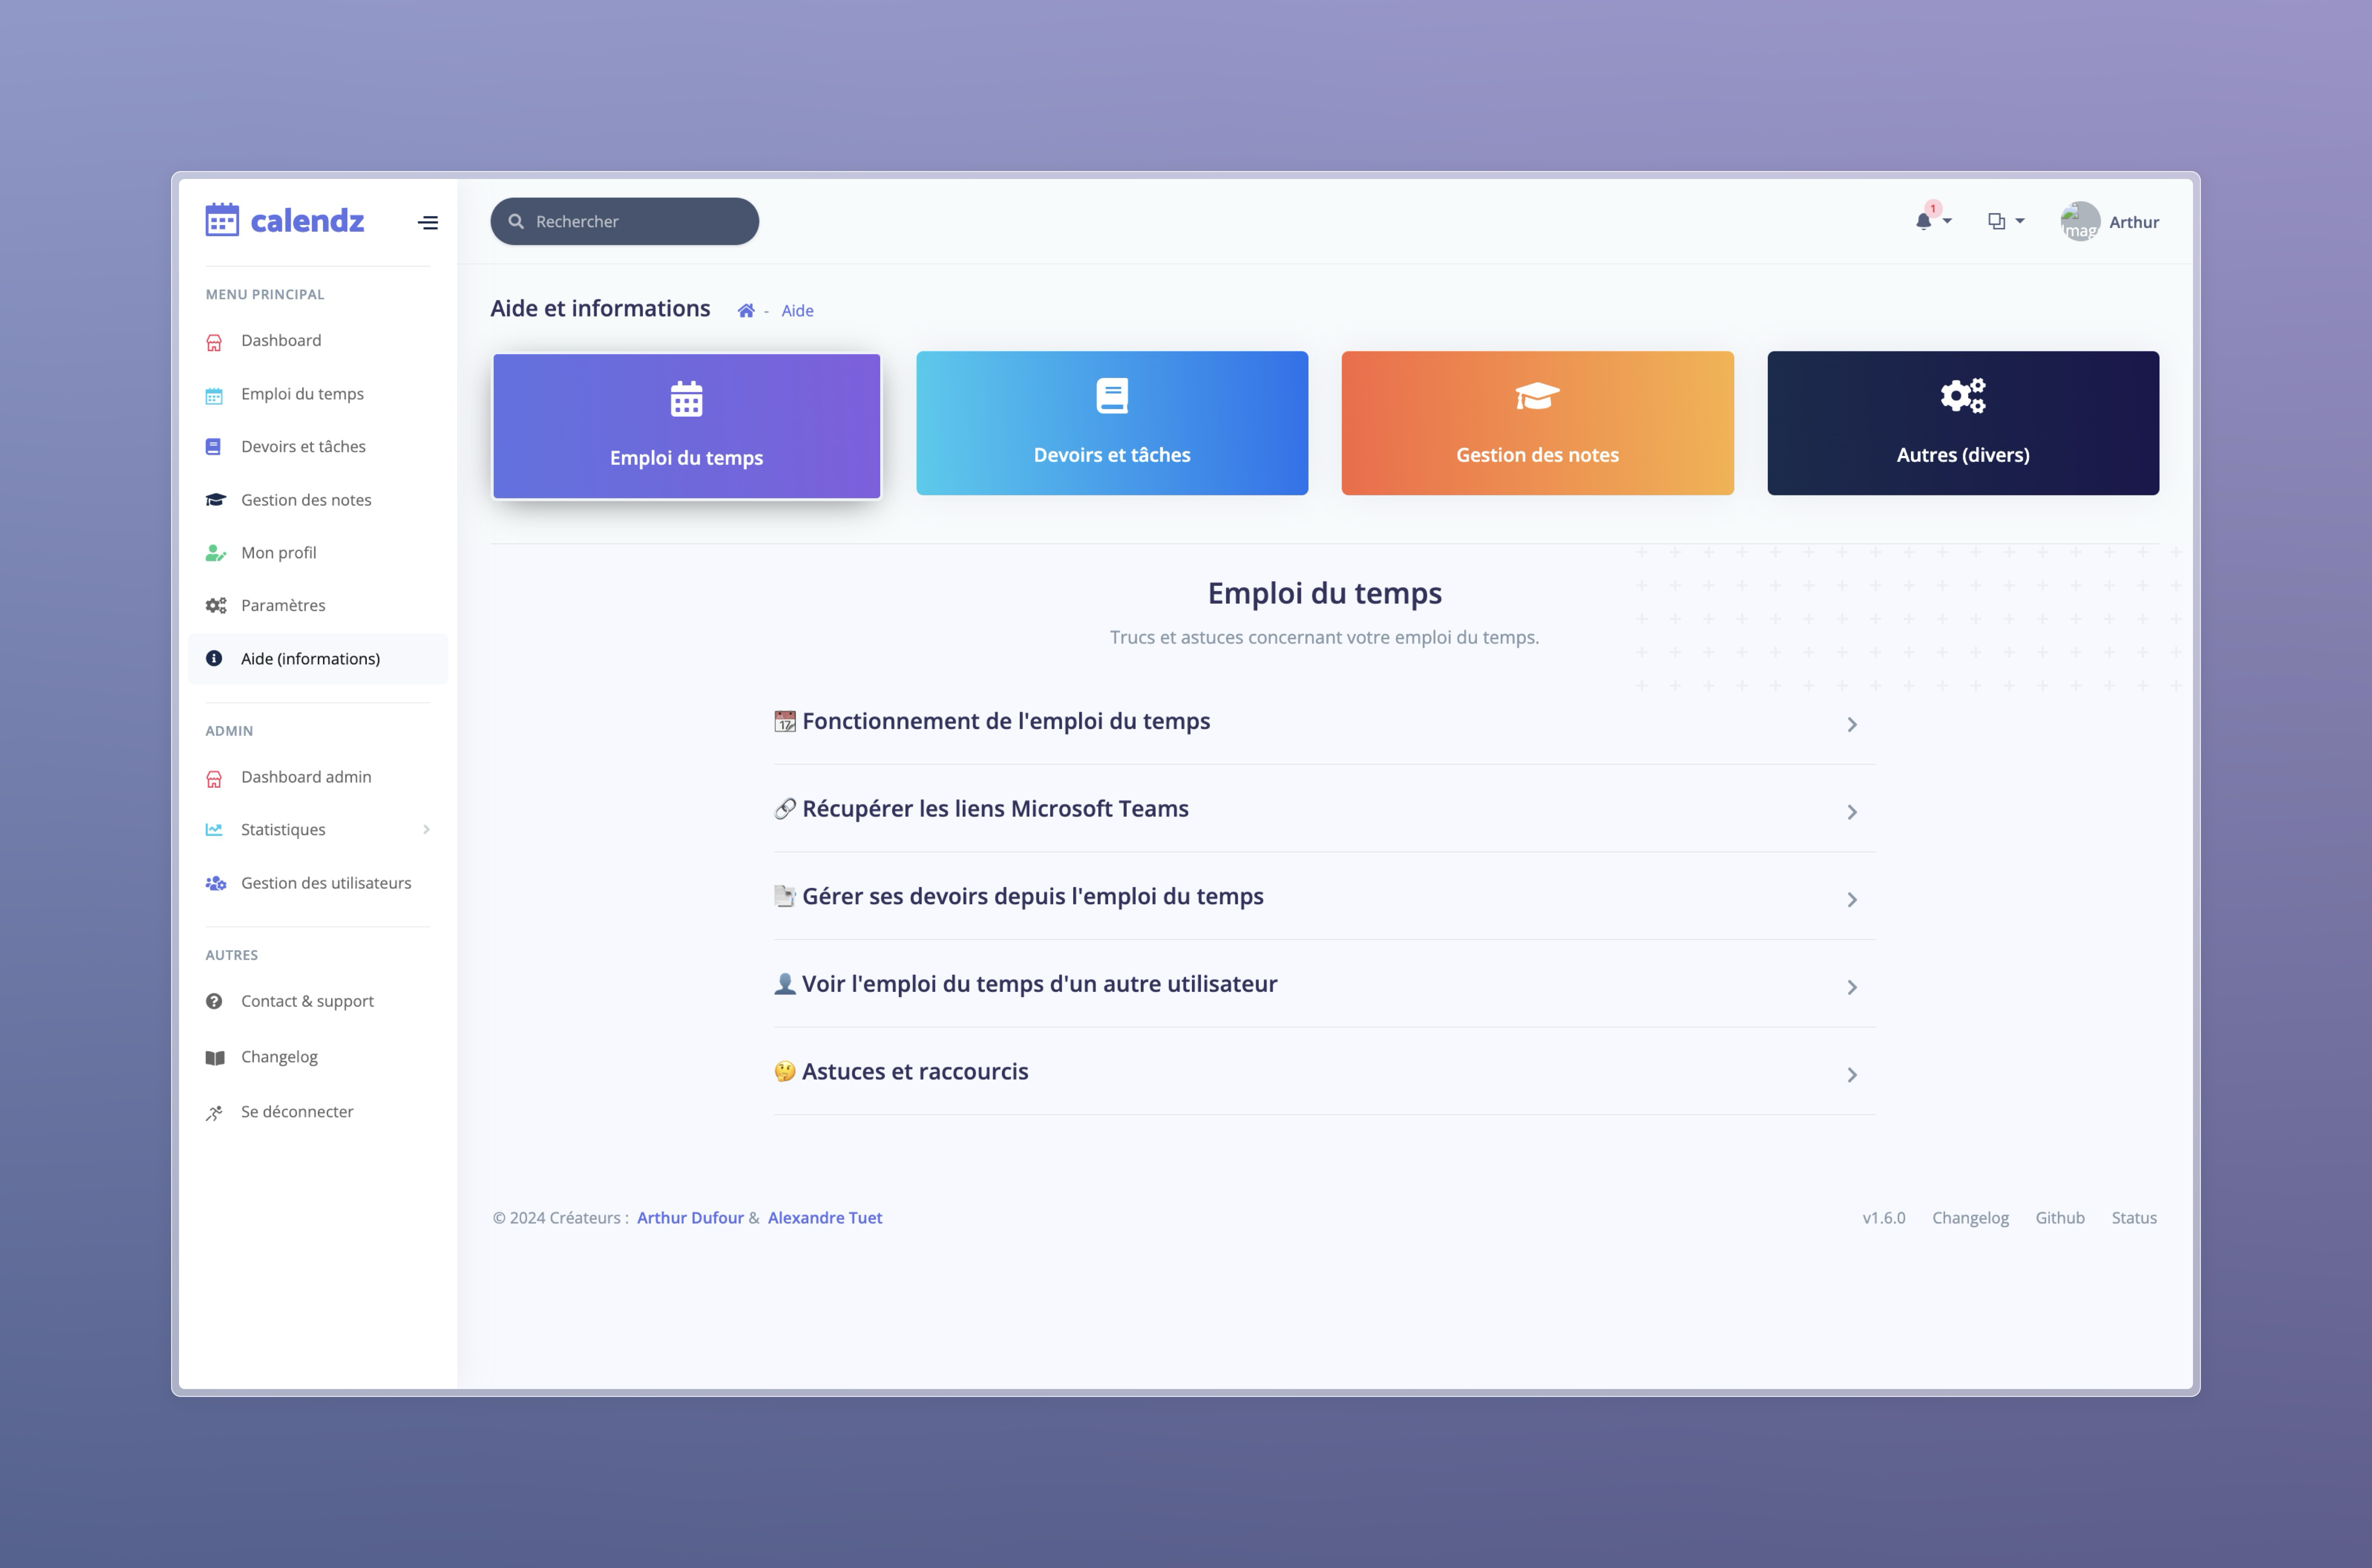 calendz
MENU PRINCIPAL
Dashboard
Emploi du temps
Devoirs et tâches
Gestion des notes
Mon profil
Paramètres
Aide (informations)
ADMIN
Dashboard admin
Statistiques
Gestion des utilisateurs
AUTRES
Contact & support
Changelog
Se déconnecter
Rechercher
1
Imag
Arthur
Aide et informations - Aide
Emploi du temps
Devoirs et tâches
Gestion des notes
Autres (divers)
Emploi du temps
Trucs et astuces concernant votre emploi du temps.
📆 Fonctionnement de l'emploi du temps
🔗 Récupérer les liens Microsoft Teams
📑 Gérer ses devoirs depuis l'emploi du temps
👤 Voir l'emploi du temps d'un autre utilisateur
🤔 Astuces et raccourcis
© 2024 Créateurs : Arthur Dufour & Alexandre Tuet
v1.6.0 Changelog Github Status